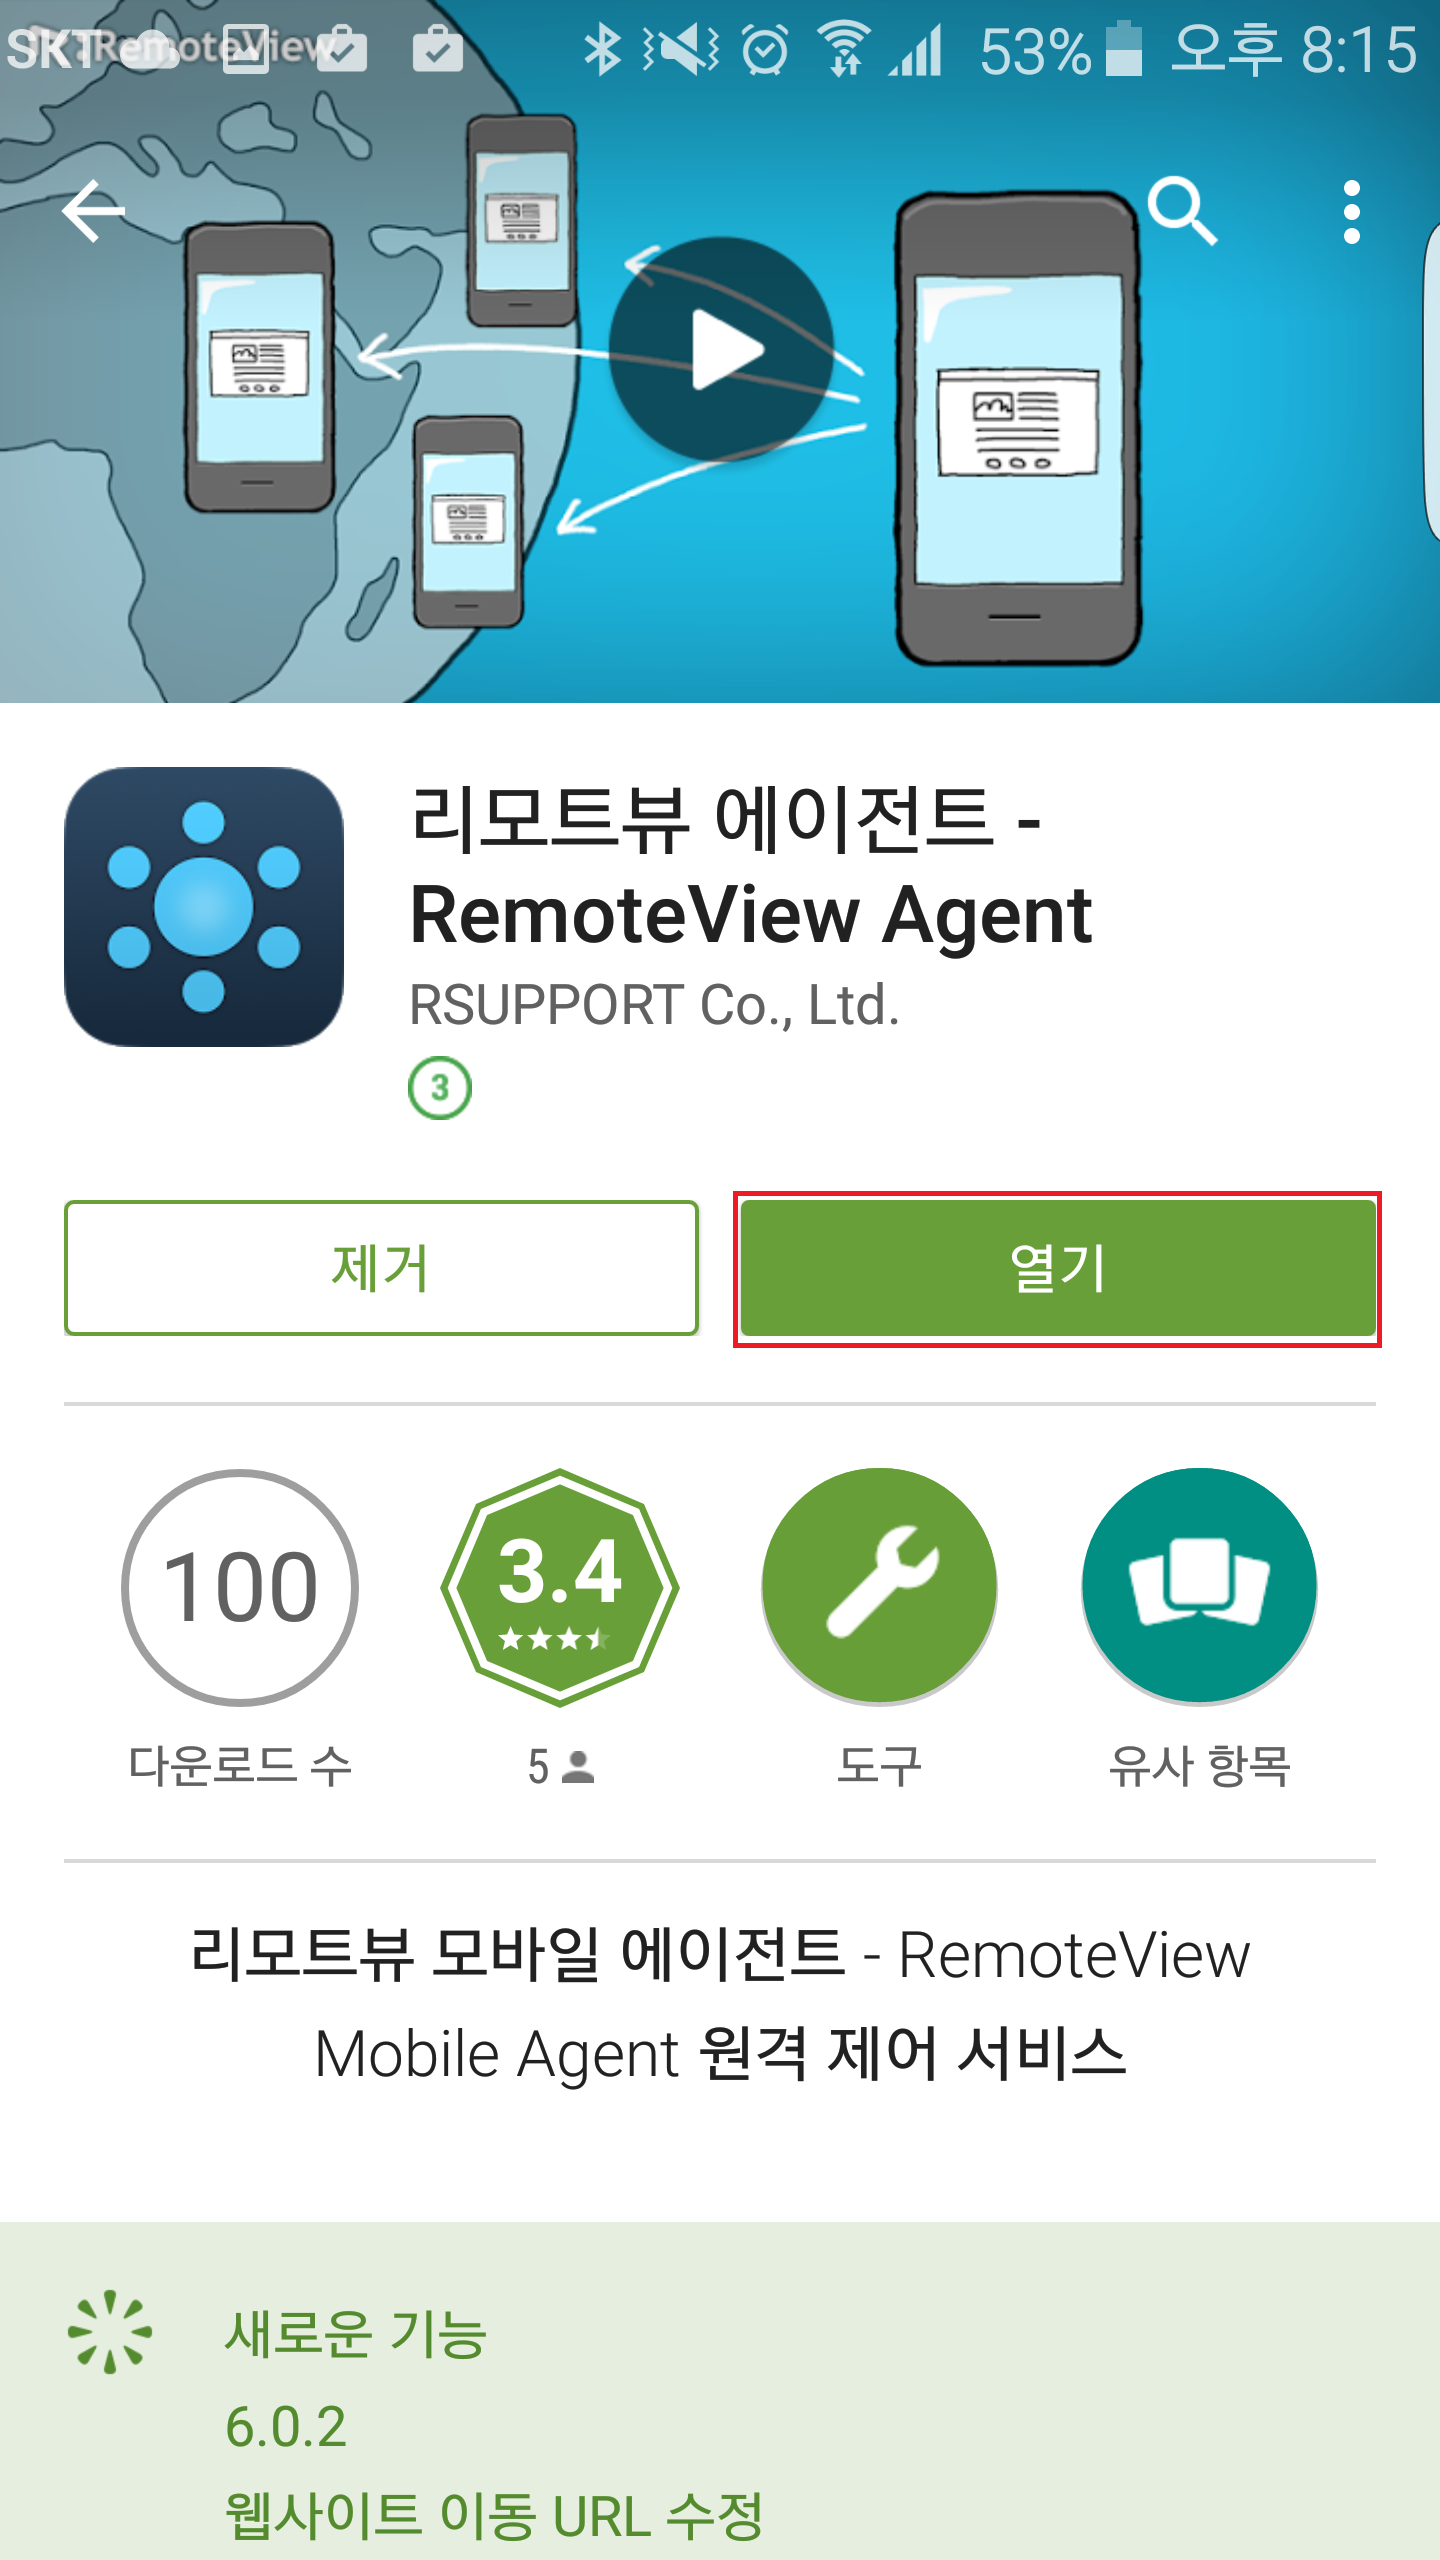 SKT RemoteView 53% 오후 8:15
리모트뷰 에이전트 -
RemoteView Agent
RSUPPORT Co., Ltd.
3
제거 열기
100 3.4
다운로드 수 5 도구 유사 항목
리모트뷰 모바일 에이전트 - RemoteView
Mobile Agent 원격 제어 서비스
새로운 기능
6.0.2
웹사이트 이동 URL 수정